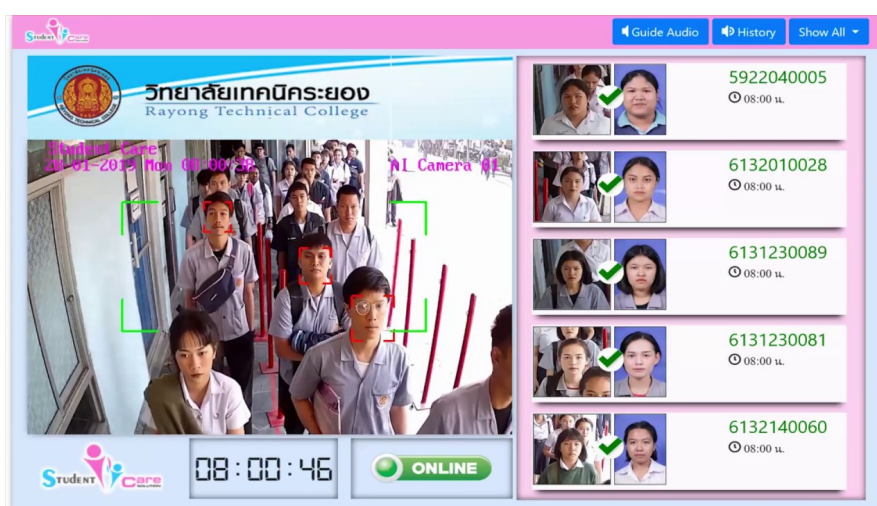 Student Care
Guide Audio
History
Show All
วิทยาลัยเทคนิคระยอง
Rayong Technical College
Student Care
28-01-2019 Mon 08:00:38
AI Camera 01
5922040005
08:00 น.
6132010028
08:00 น.
6131230089
08:00 น.
6131230081
08:00 น.
6132140060
08:00 น.
Student Care
SOLUTION
08:00:46
ONLINE